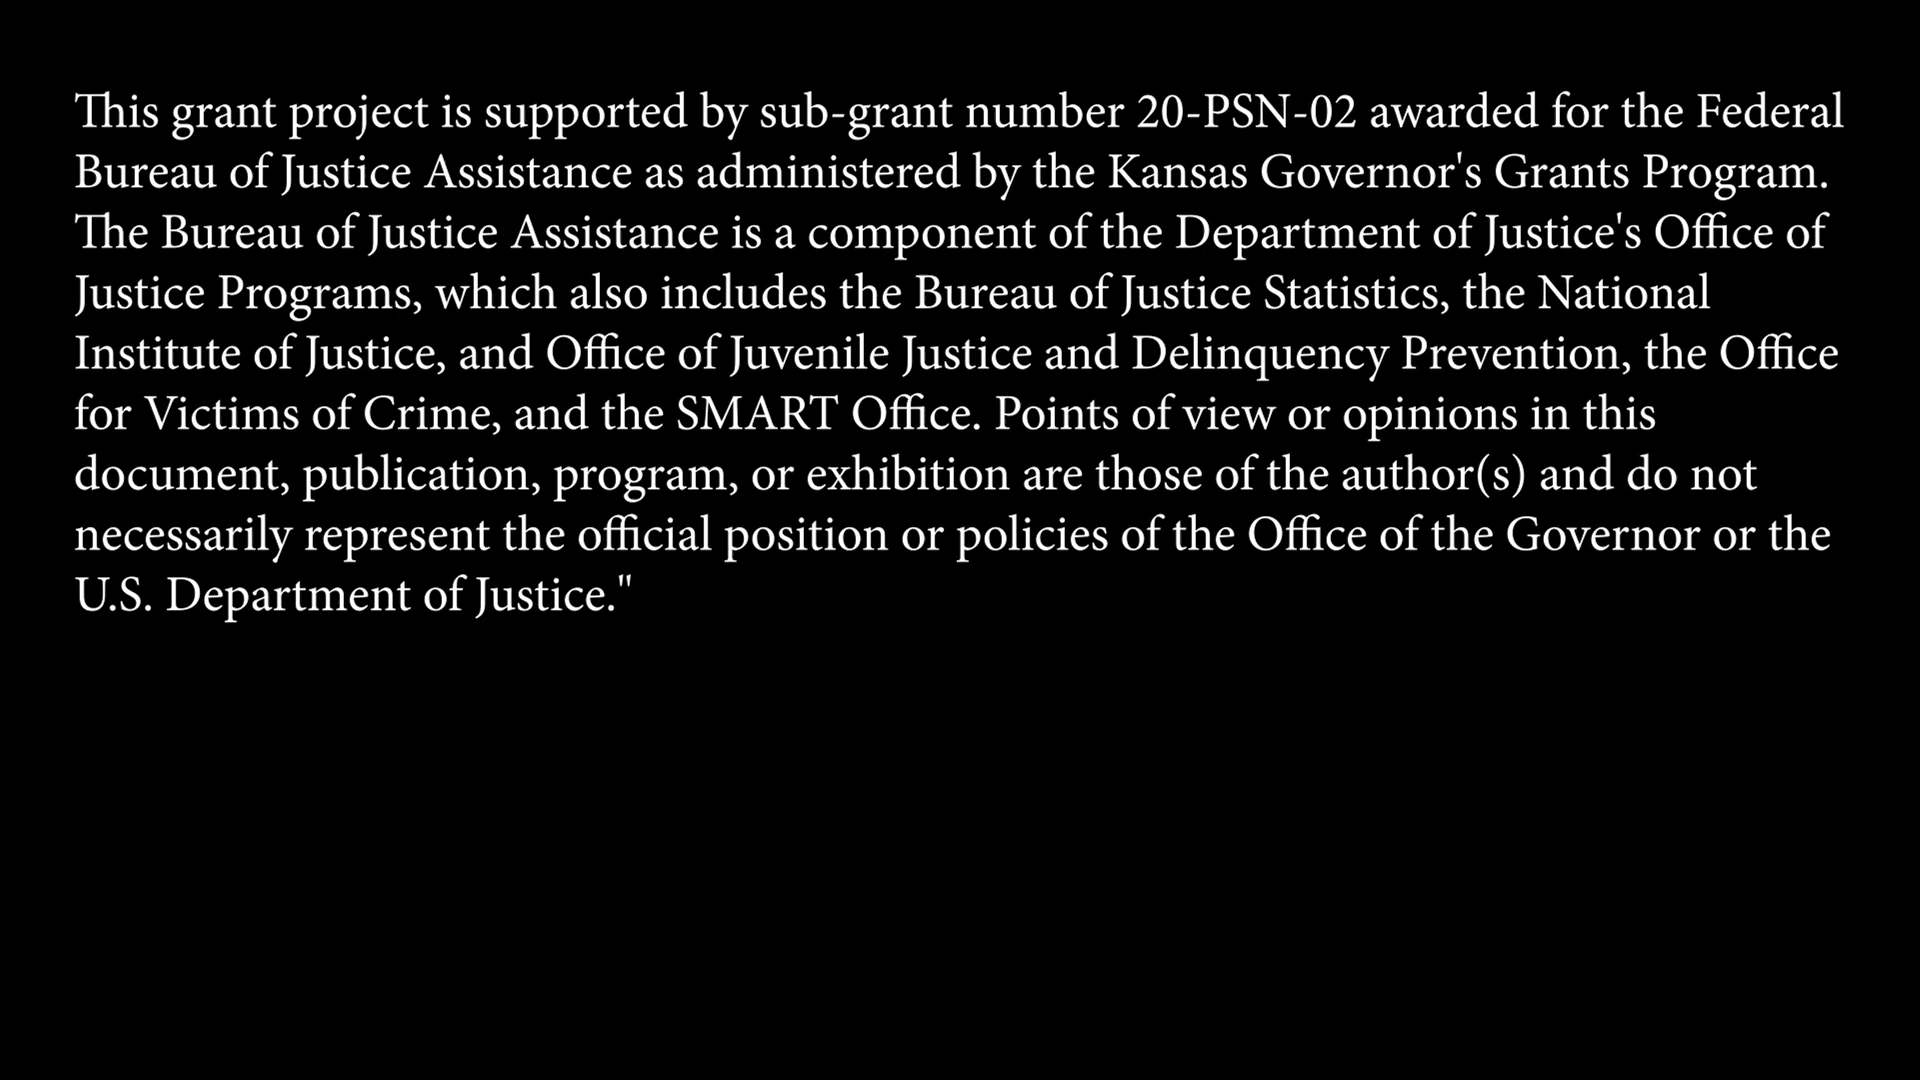 This grant project is supported by sub-grant number 20-PSN-02 awarded for the Federal
Bureau of Justice Assistance as administered by the Kansas Governor's Grants Program.
The Bureau of Justice Assistance is a component of the Department of Justice's Office of
Justice Programs, which also includes the Bureau of Justice Statistics, the National
Institute of Justice, and Office of Juvenile Justice and Delinquency Prevention, the Office
for Victims of Crime, and the SMART Office. Points of view or opinions in this
document, publication, program, or exhibition are those of the author(s) and do not
necessarily represent the official position or policies of the Office of the Governor or the
U.S. Department of Justice."